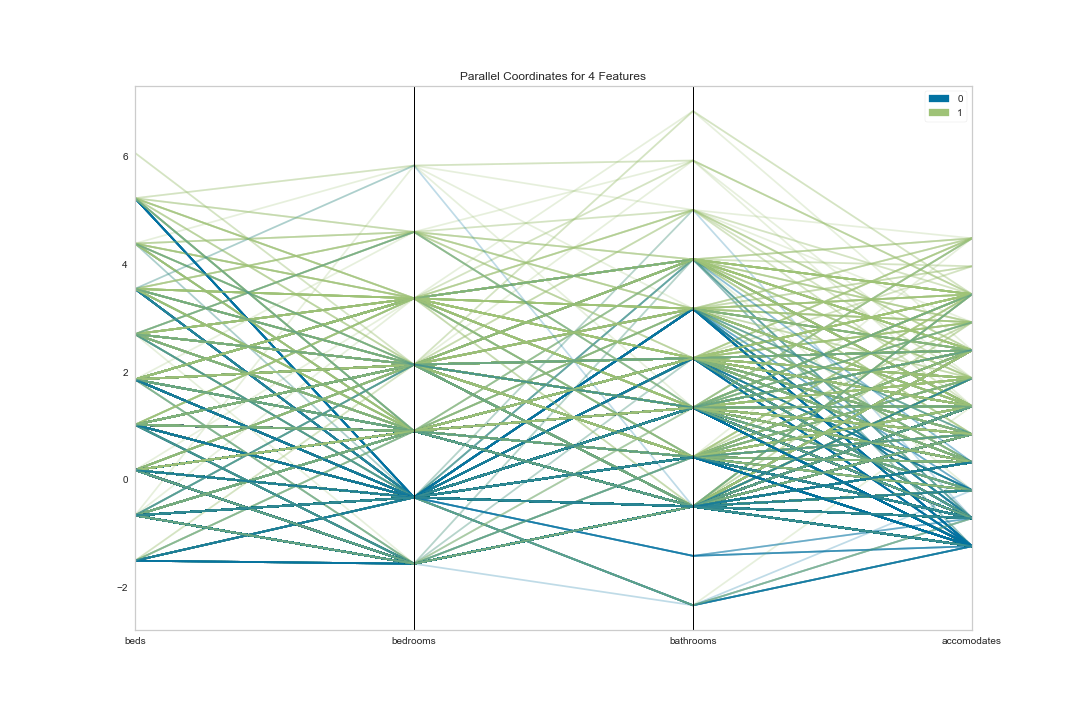 Parallel Coordinates for 4 Features
0
1
6
4
2
0
−2
beds
bedrooms
bathrooms
accomodates